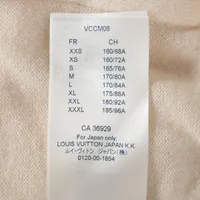 VCCM08
FR CH
XXS 160/68A
XS 160/72A
S 165/76A
M 170/80A
L 170/84A
XL 175/88A
XXL 180/92A
XXXL 185/96A
CA 36929
For Japan only:
LOUIS VUITTON JAPAN K.K.
ルイ・ヴィトン ジャパン(株)
0120-00-1854